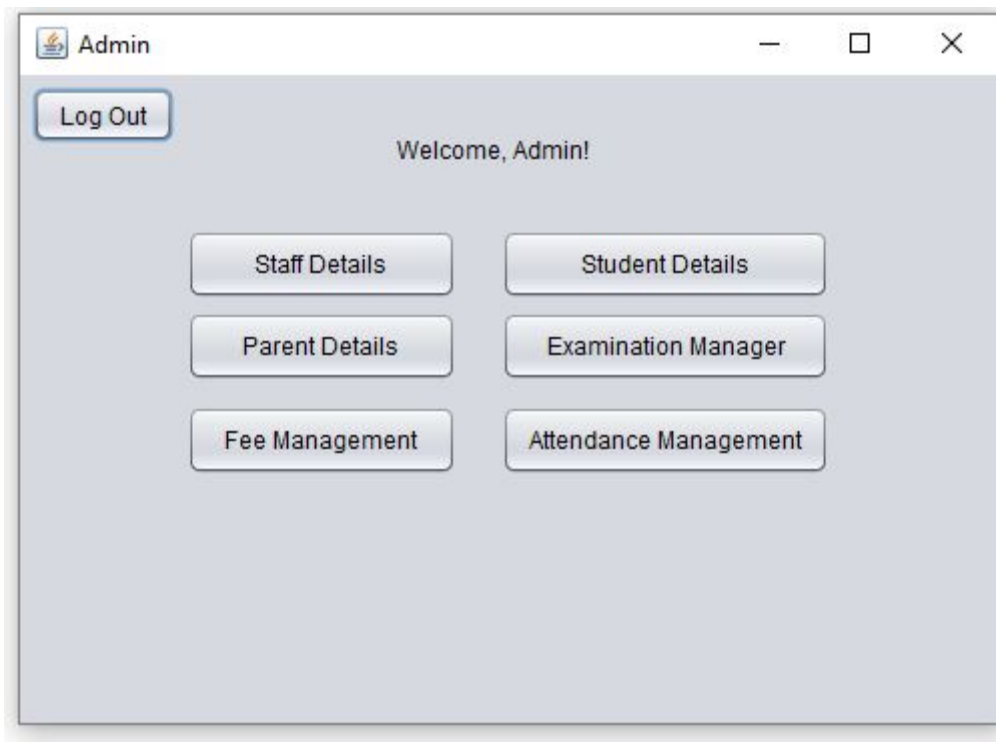 Admin
Log Out
Welcome, Admin!
Staff Details
Student Details
Parent Details
Examination Manager
Fee Management
Attendance Management